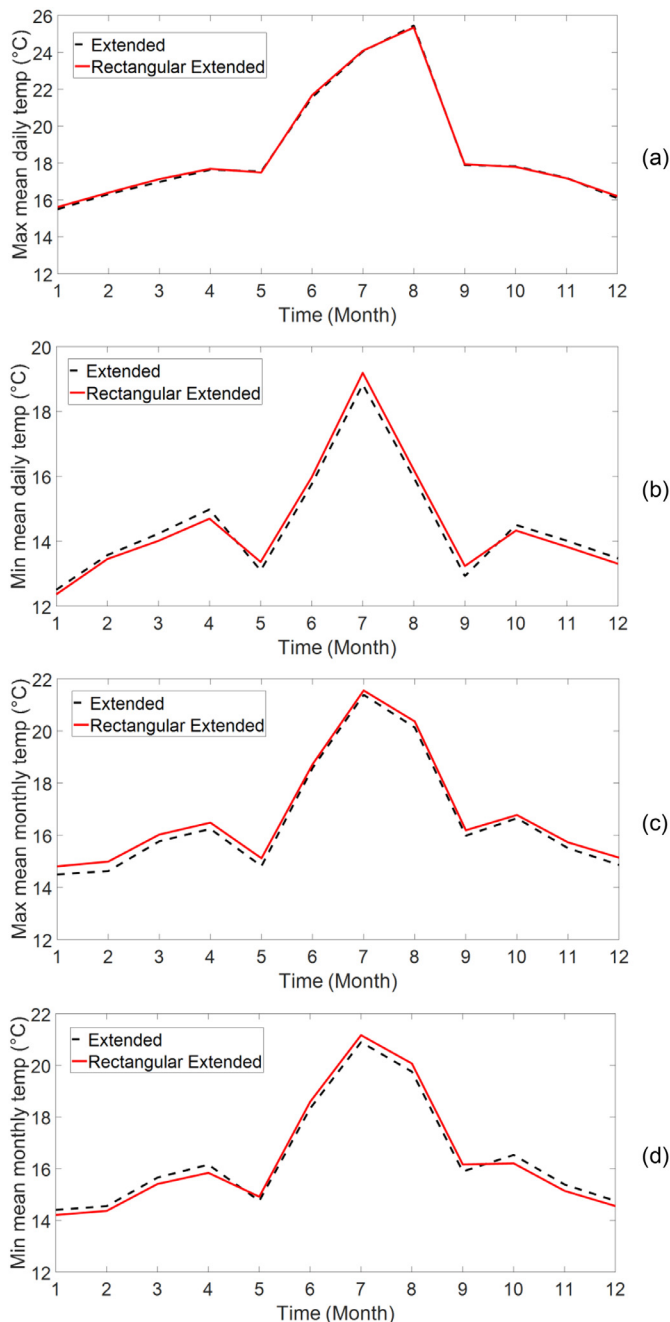 26
24
22
20
18
16
14
12
Max mean daily temp (°C)
Extended
Rectangular Extended
1 2 3 4 5 6 7 8 9 10 11 12
Time (Month)
(a)
20
18
16
14
12
Min mean daily temp (°C)
Extended
Rectangular Extended
1 2 3 4 5 6 7 8 9 10 11 12
Time (Month)
(b)
22
20
18
16
14
12
Max mean monthly temp (°C)
Extended
Rectangular Extended
1 2 3 4 5 6 7 8 9 10 11 12
Time (Month)
(c)
22
20
18
16
14
12
Min mean monthly temp (°C)
Extended
Rectangular Extended
1 2 3 4 5 6 7 8 9 10 11 12
Time (Month)
(d)